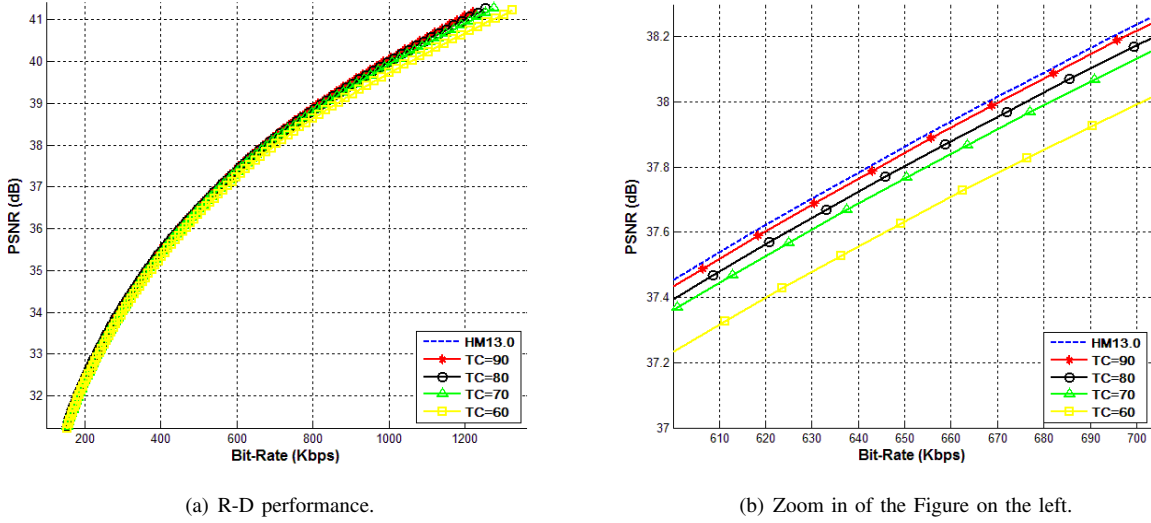 41
40
39
38
37
36
35
34
33
32
PSNR (dB)
200 400 600 800 1000 1200
Bit-Rate (Kbps)
HM13.0
TC=90
TC=80
TC=70
TC=60
(a) R-D performance.
38.2
38
37.8
37.6
37.4
37.2
37
PSNR (dB)
610 620 630 640 650 660 670 680 690 700
Bit-Rate (Kbps)
HM13.0
TC=90
TC=80
TC=70
TC=60
(b) Zoom in of the Figure on the left.